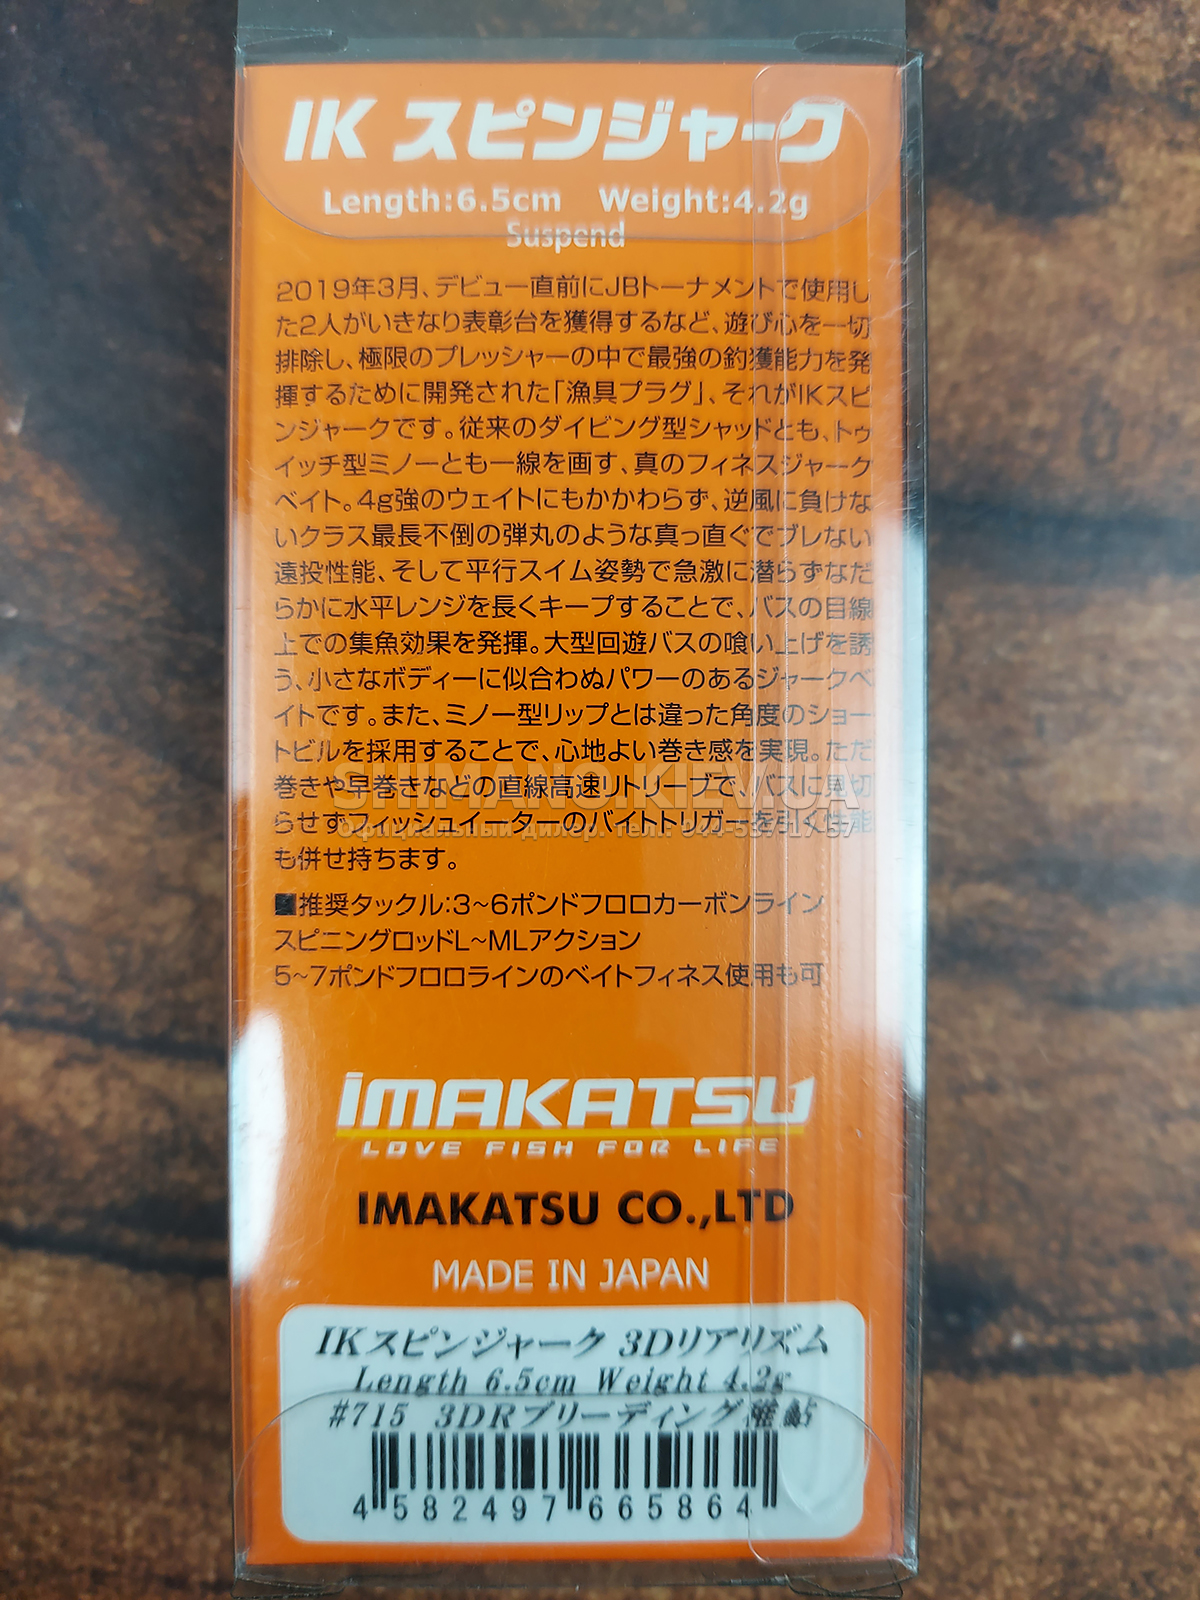 IK スピンジャーク
Length:6.5cm Weight:4.2g
Suspend
2019年3月、デビュー直前にJBトーナメントで使用し
た2人がいきなり表彰台を獲得するなど、遊び心を一切
排除し、極限のプレッシャーの中で最強の釣獲能力を発
揮するために開発された「漁具プラグ」、それがIKスピ
ンジャークです。従来のダイビング型シャッドとも、トゥ
イッチ型ミノーとも一線を画す、真のフィネスジャーク
ベイト。4g強のウェイトにもかかわらず、逆風に負けな
いクラス最長不倒の弾丸のような真っ直ぐでブレない
遠投性能、そして平行スイム姿勢で急激に潜らずなだ
らかに水平レンジを長くキープすることで、バスの目線
上での集魚効果を発揮。大型回遊バスの喰い上げを誘
う、小さなボディーに似合わぬパワーのあるジャークベ
イトです。また、ミノー型リップとは違った角度のショー
トビルを採用することで、心地よい巻き感を実現。ただ
巻きや早巻きなどの直線高速リトリーブで、バスに見切
らせずフィッシュイーターのバイトトリガーを引く性能
も併せ持ちます。
SHIMANO.KIEV.UA
официальный дилер. тел.: 044-537 17 57
■推奨タックル:3~6ポンドフロロカーボンライン
スピニングロッドL~MLアクション
5~7ポンドフロロラインのベイトフィネス使用も可
imAKATSU
LOVE FISH FOR LIFE
IMAKATSU CO.,LTD
MADE IN JAPAN
IKスピンジャーク 3Dリアリズム
Length 6.5cm Weight 4.2g
#715 3DRブリーディング雅鮎
4582497665864